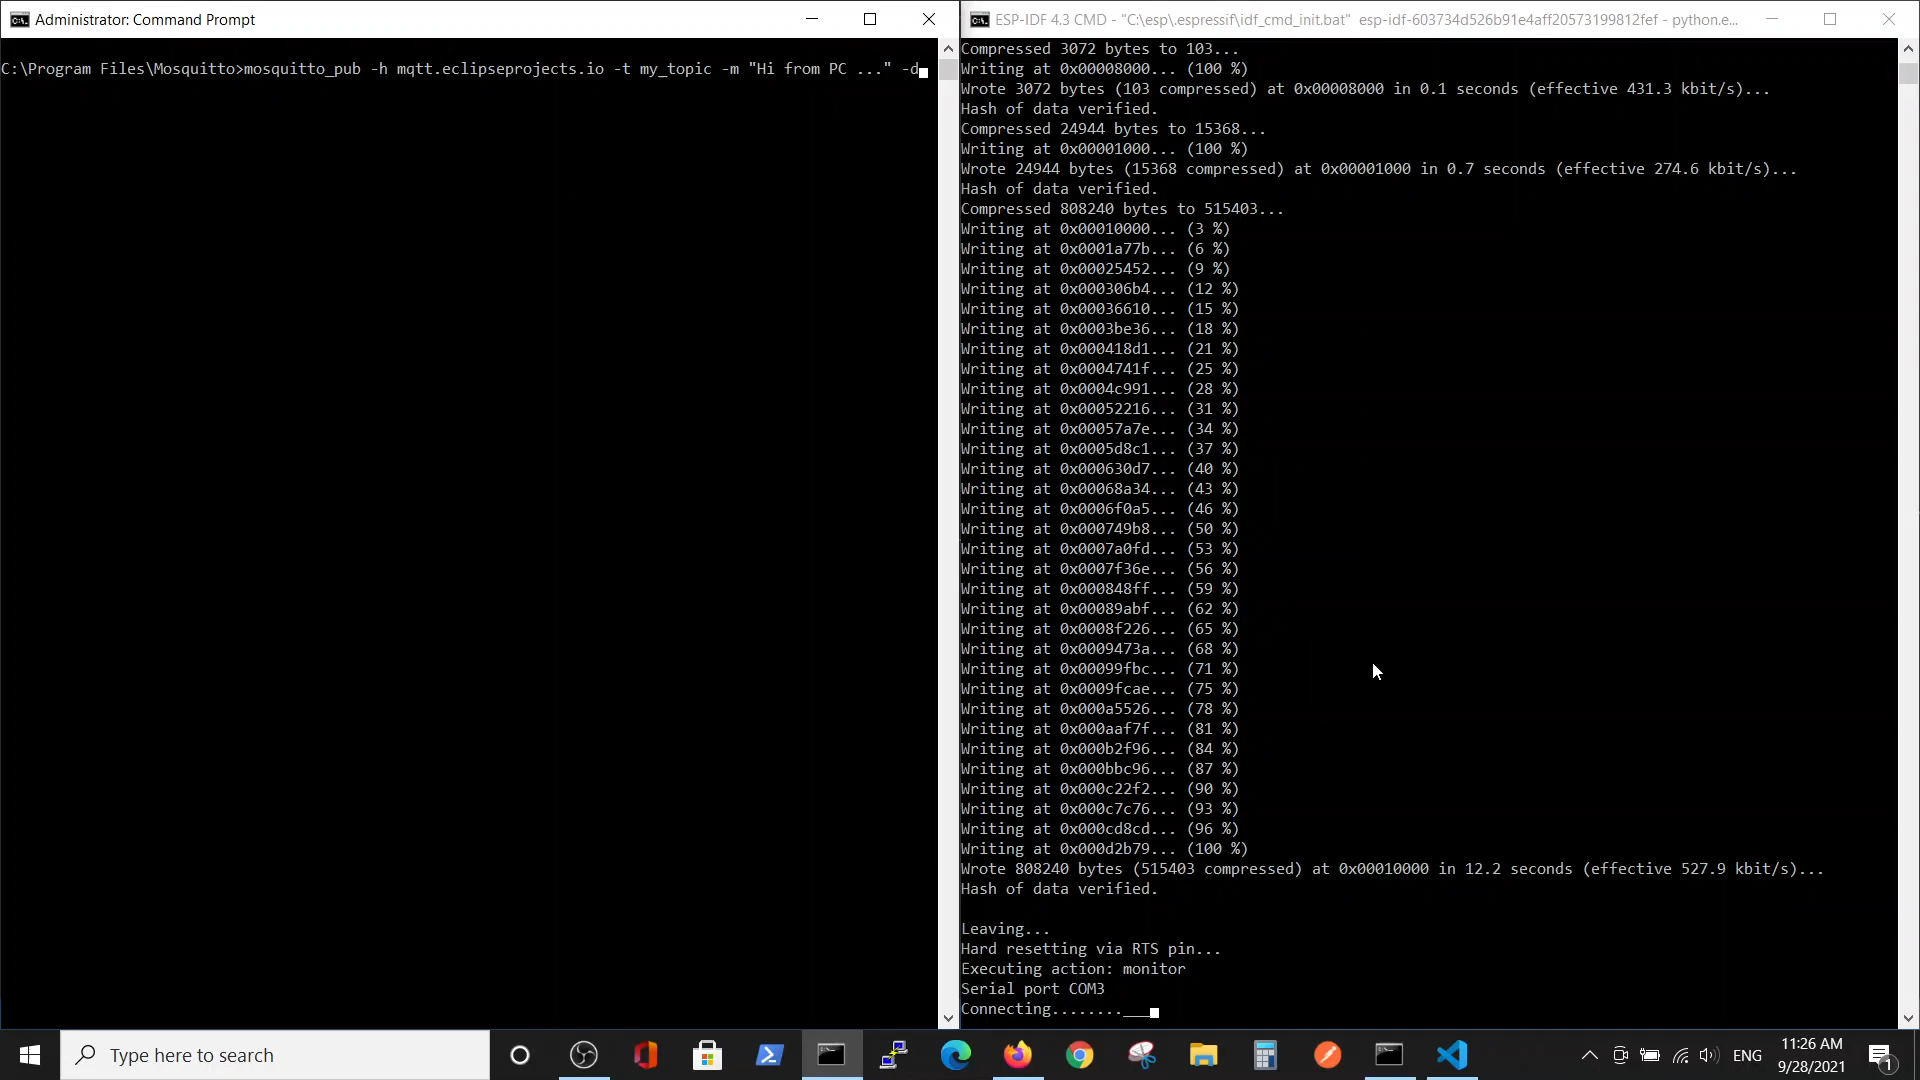 Administrator: Command Prompt
C:\Program Files\Mosquitto>mosquitto_pub -h mqtt.eclipseprojects.io -t my_topic -m "Hi from PC ..." -d
ESP-IDF 4.3 CMD - "C:\esp\.espressif\idf_cmd_init.bat" esp-idf-603734d526b91e4aff20573199812fef - python.e...
Compressed 3072 bytes to 103...
Writing at 0x00008000... (100 %)
Wrote 3072 bytes (103 compressed) at 0x00008000 in 0.1 seconds (effective 431.3 kbit/s)...
Hash of data verified.
Compressed 24944 bytes to 15368...
Writing at 0x00001000... (100 %)
Wrote 24944 bytes (15368 compressed) at 0x00001000 in 0.7 seconds (effective 274.6 kbit/s)...
Hash of data verified.
Compressed 808240 bytes to 515403...
Writing at 0x00010000... (3 %)
Writing at 0x0001a77b... (6 %)
Writing at 0x00025452... (9 %)
Writing at 0x000306b4... (12 %)
Writing at 0x00036610... (15 %)
Writing at 0x0003be36... (18 %)
Writing at 0x000418d1... (21 %)
Writing at 0x0004741f... (25 %)
Writing at 0x0004c991... (28 %)
Writing at 0x00052216... (31 %)
Writing at 0x00057a7e... (34 %)
Writing at 0x0005d8c1... (37 %)
Writing at 0x000630d7... (40 %)
Writing at 0x00068a34... (43 %)
Writing at 0x0006f0a5... (46 %)
Writing at 0x000749b8... (50 %)
Writing at 0x0007a0fd... (53 %)
Writing at 0x0007f36e... (56 %)
Writing at 0x000848ff... (59 %)
Writing at 0x00089abf... (62 %)
Writing at 0x0008f226... (65 %)
Writing at 0x0009473a... (68 %)
Writing at 0x00099fbc... (71 %)
Writing at 0x0009fcae... (75 %)
Writing at 0x000a5526... (78 %)
Writing at 0x000aaf7f... (81 %)
Writing at 0x000b2f96... (84 %)
Writing at 0x000bbc96... (87 %)
Writing at 0x000c22f2... (90 %)
Writing at 0x000c7c76... (93 %)
Writing at 0x000cd8cd... (96 %)
Writing at 0x000d2b79... (100 %)
Wrote 808240 bytes (515403 compressed) at 0x00010000 in 12.2 seconds (effective 527.9 kbit/s)...
Hash of data verified.
Leaving...
Hard resetting via RTS pin...
Executing action: monitor
Serial port COM3
Connecting........___
Type here to search
ENG
11:26 AM
9/28/2021
1